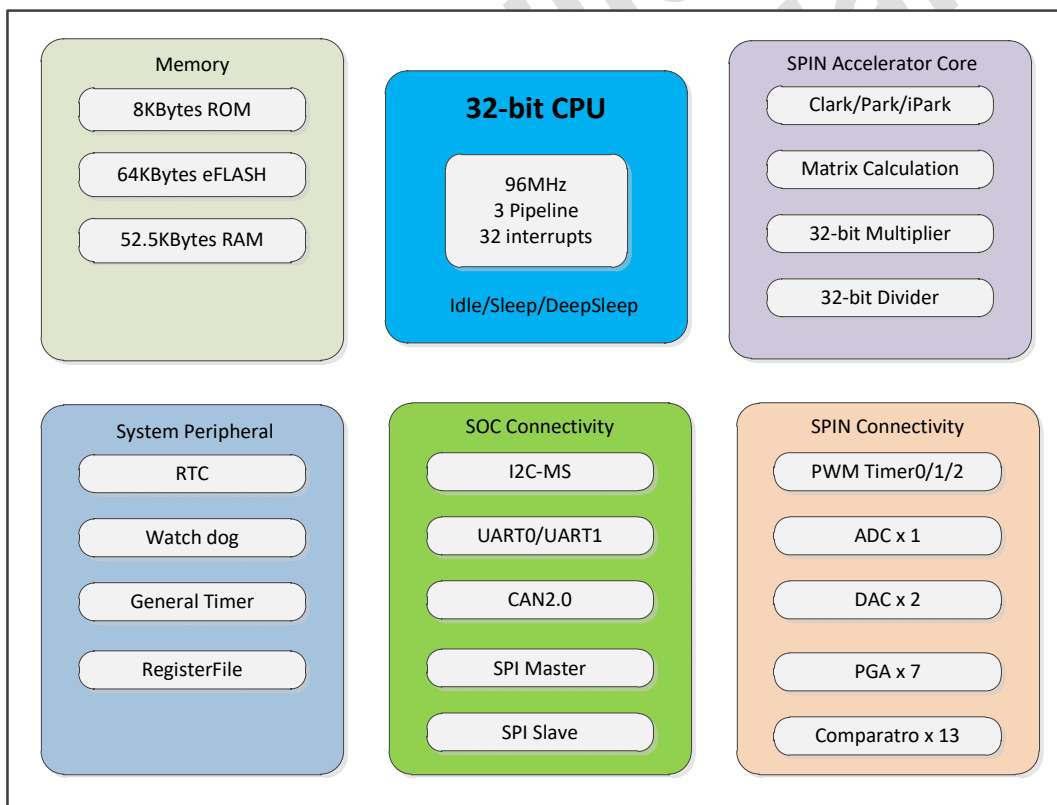 Memory
8KBytes ROM
64KBytes eFLASH
52.5KBytes RAM
32-bit CPU
96MHz
3 Pipeline
32 interrupts
Idle/Sleep/DeepSleep
SPIN Accelerator Core
Clark/Park/iPark
Matrix Calculation
32-bit Multiplier
32-bit Divider
System Peripheral
RTC
Watch dog
General Timer
RegisterFile
SOC Connectivity
I2C-MS
UART0/UART1
CAN2.0
SPI Master
SPI Slave
SPIN Connectivity
PWM Timer0/1/2
ADC x 1
DAC x 2
PGA x 7
Comparatro x 13